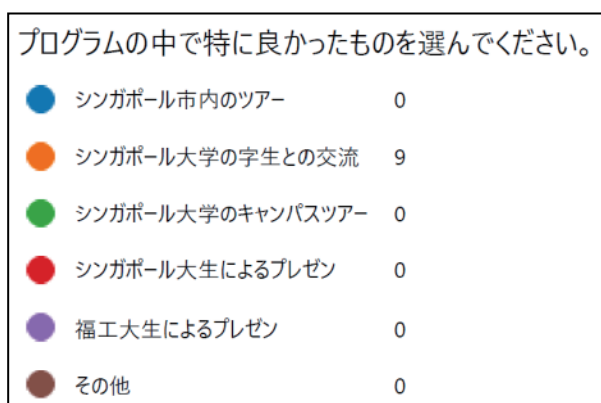 プログラムの中で特に良かったものを選んでください。
シンガポール市内のツアー 0
シンガポール大学の字生との交流 9
シンガポール大学のキャンパスツアー 0
シンガポール大生によるプレゼン 0
福工大生によるプレゼン 0
その他 0